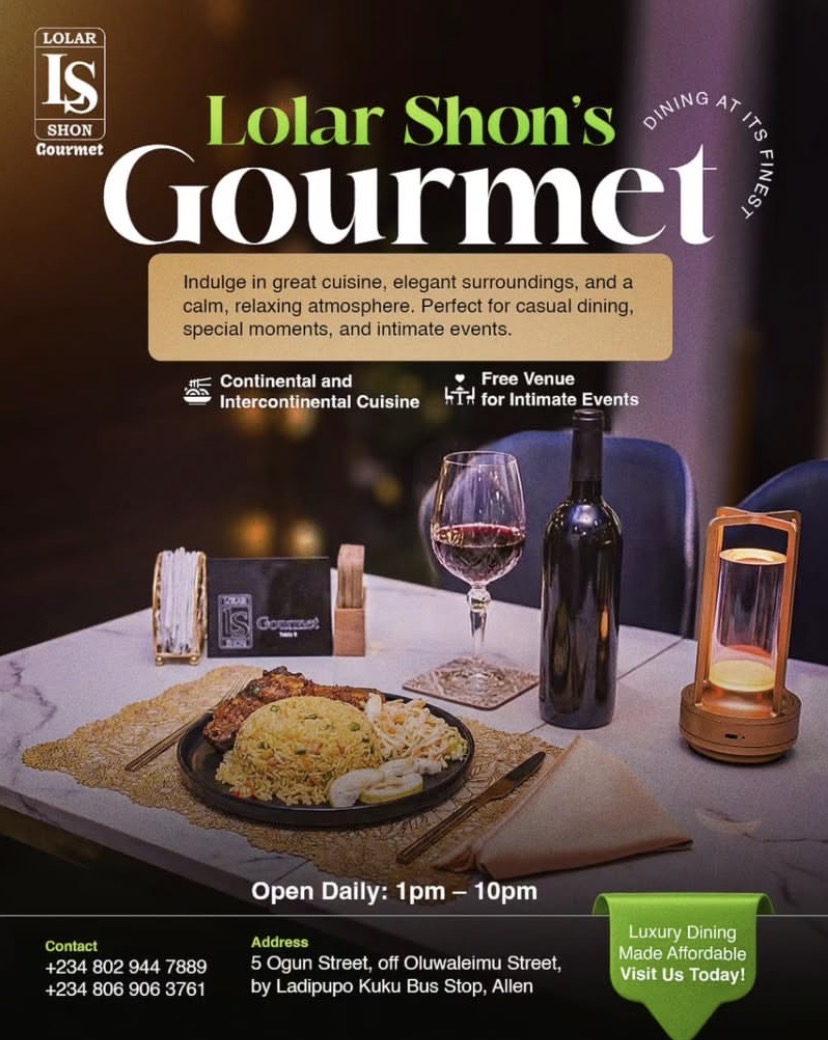 LOLAR
LS
SHON
Gourmet
Lolar Shon's
Gourmet
DINING AT ITS FINEST
Indulge in great cuisine, elegant surroundings, and a
calm, relaxing atmosphere. Perfect for casual dining,
special moments, and intimate events.
Continental and
Intercontinental Cuisine
Free Venue
for Intimate Events
LOLAR
LS
SHON
Gourmet
Open Daily: 1pm – 10pm
Contact
+234 802 944 7889
+234 806 906 3761
Address
5 Ogun Street, off Oluwaleimu Street,
by Ladipupo Kuku Bus Stop, Allen
Luxury Dining
Made Affordable
Visit Us Today!